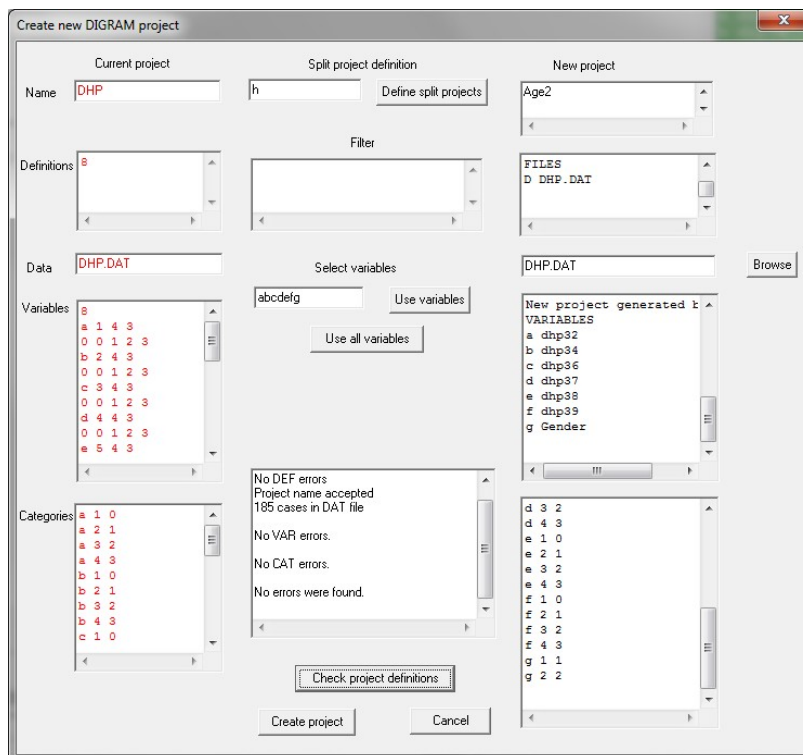 Create new DIGRAM project
Current project
Split project definition
New project
Name
DHP
h
Define split projects
Age2
Definitions
8
Filter
FILES
D DHP.DAT
Data
DHP.DAT
Select variables
DHP.DAT
Browse
Variables
8
a 1 4 3
0 0 1 2 3
b 2 4 3
0 0 1 2 3
c 3 4 3
0 0 1 2 3
d 4 4 3
0 0 1 2 3
e 5 4 3
abcdefg
Use variables
Use all variables
New project generated b
VARIABLES
a dhp32
b dhp34
c dhp36
d dhp37
e dhp38
f dhp39
g Gender
Categories
a 1 0
a 2 1
a 3 2
a 4 3
b 1 0
b 2 1
b 3 2
b 4 3
c 1 0
No DEF errors
Project name accepted
185 cases in DAT file
No VAR errors.
No CAT errors.
No errors were found.
d 3 2
d 4 3
e 1 0
e 2 1
e 3 2
e 4 3
f 1 0
f 2 1
f 3 2
f 4 3
g 1 1
g 2 2
Check project definitions
Create project
Cancel